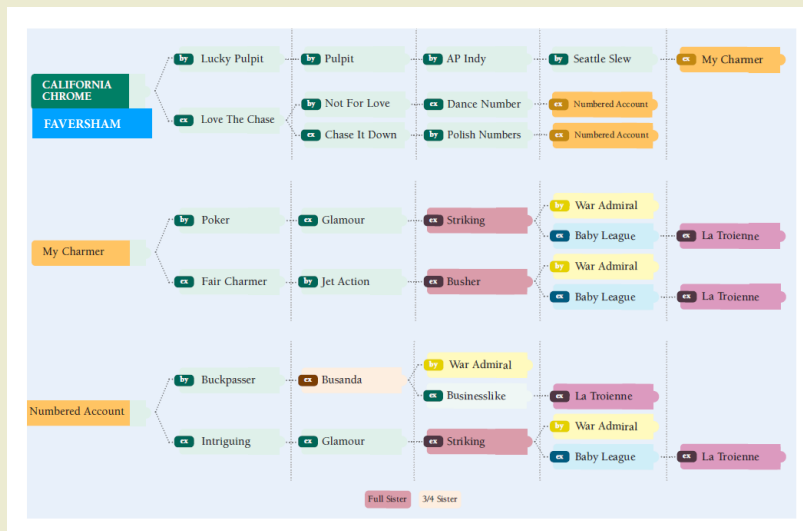 by Lucky Pulpit by Pulpit by AP Indy by Seattle Slew ex My Charmer
CALIFORNIA
CHROME
FAVERSHAM
ex Love The Chase by Not For Love ex Dance Number ex Numbered Account
ex Chase It Down by Polish Numbers ex Numbered Account
My Charmer
by Poker ex Glamour ex Striking by War Admiral
ex Baby League ex La Troienne
ex Fair Charmer by Jet Action ex Busher by War Admiral
ex Baby League ex La Troienne
Numbered Account
by Buckpasser ex Busanda by War Admiral
ex Businesslike ex La Troienne
ex Intriguing ex Glamour ex Striking by War Admiral
ex Baby League ex La Troienne
Full Sister 3/4 Sister